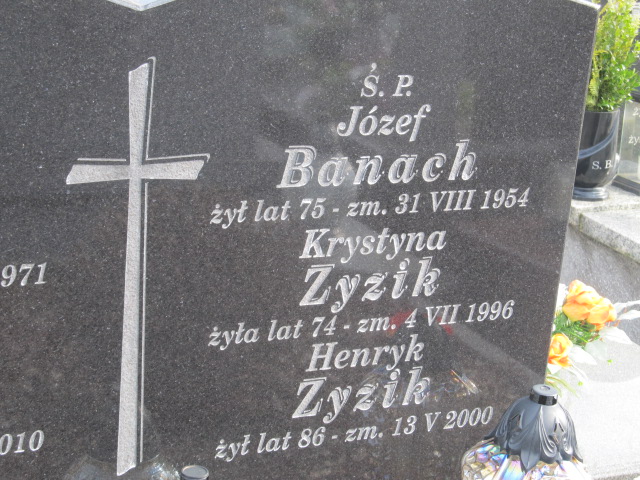 Ś. P.
Józef
Banach
żył lat 75 - zm. 31 VIII 1954
Krystyna
Zyzik
żyła lat 74 - zm. 4 VII 1996
Henryk
Zyzik
żył lat 86 - zm. 13 V 2000
971
010
S. B.